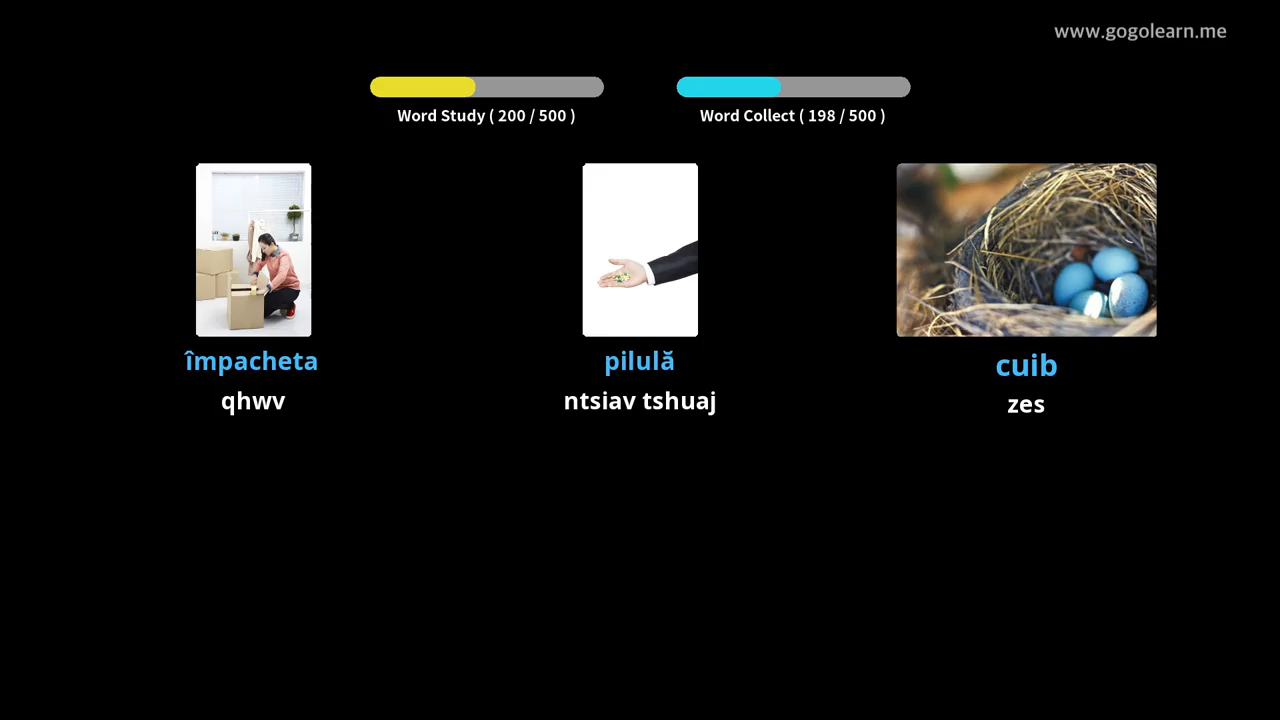 www.gogolearn.me
Word Study ( 200 / 500 )
Word Collect ( 198 / 500 )
împacheta
qhwv
pilulă
ntsiav tshuaj
cuib
zes